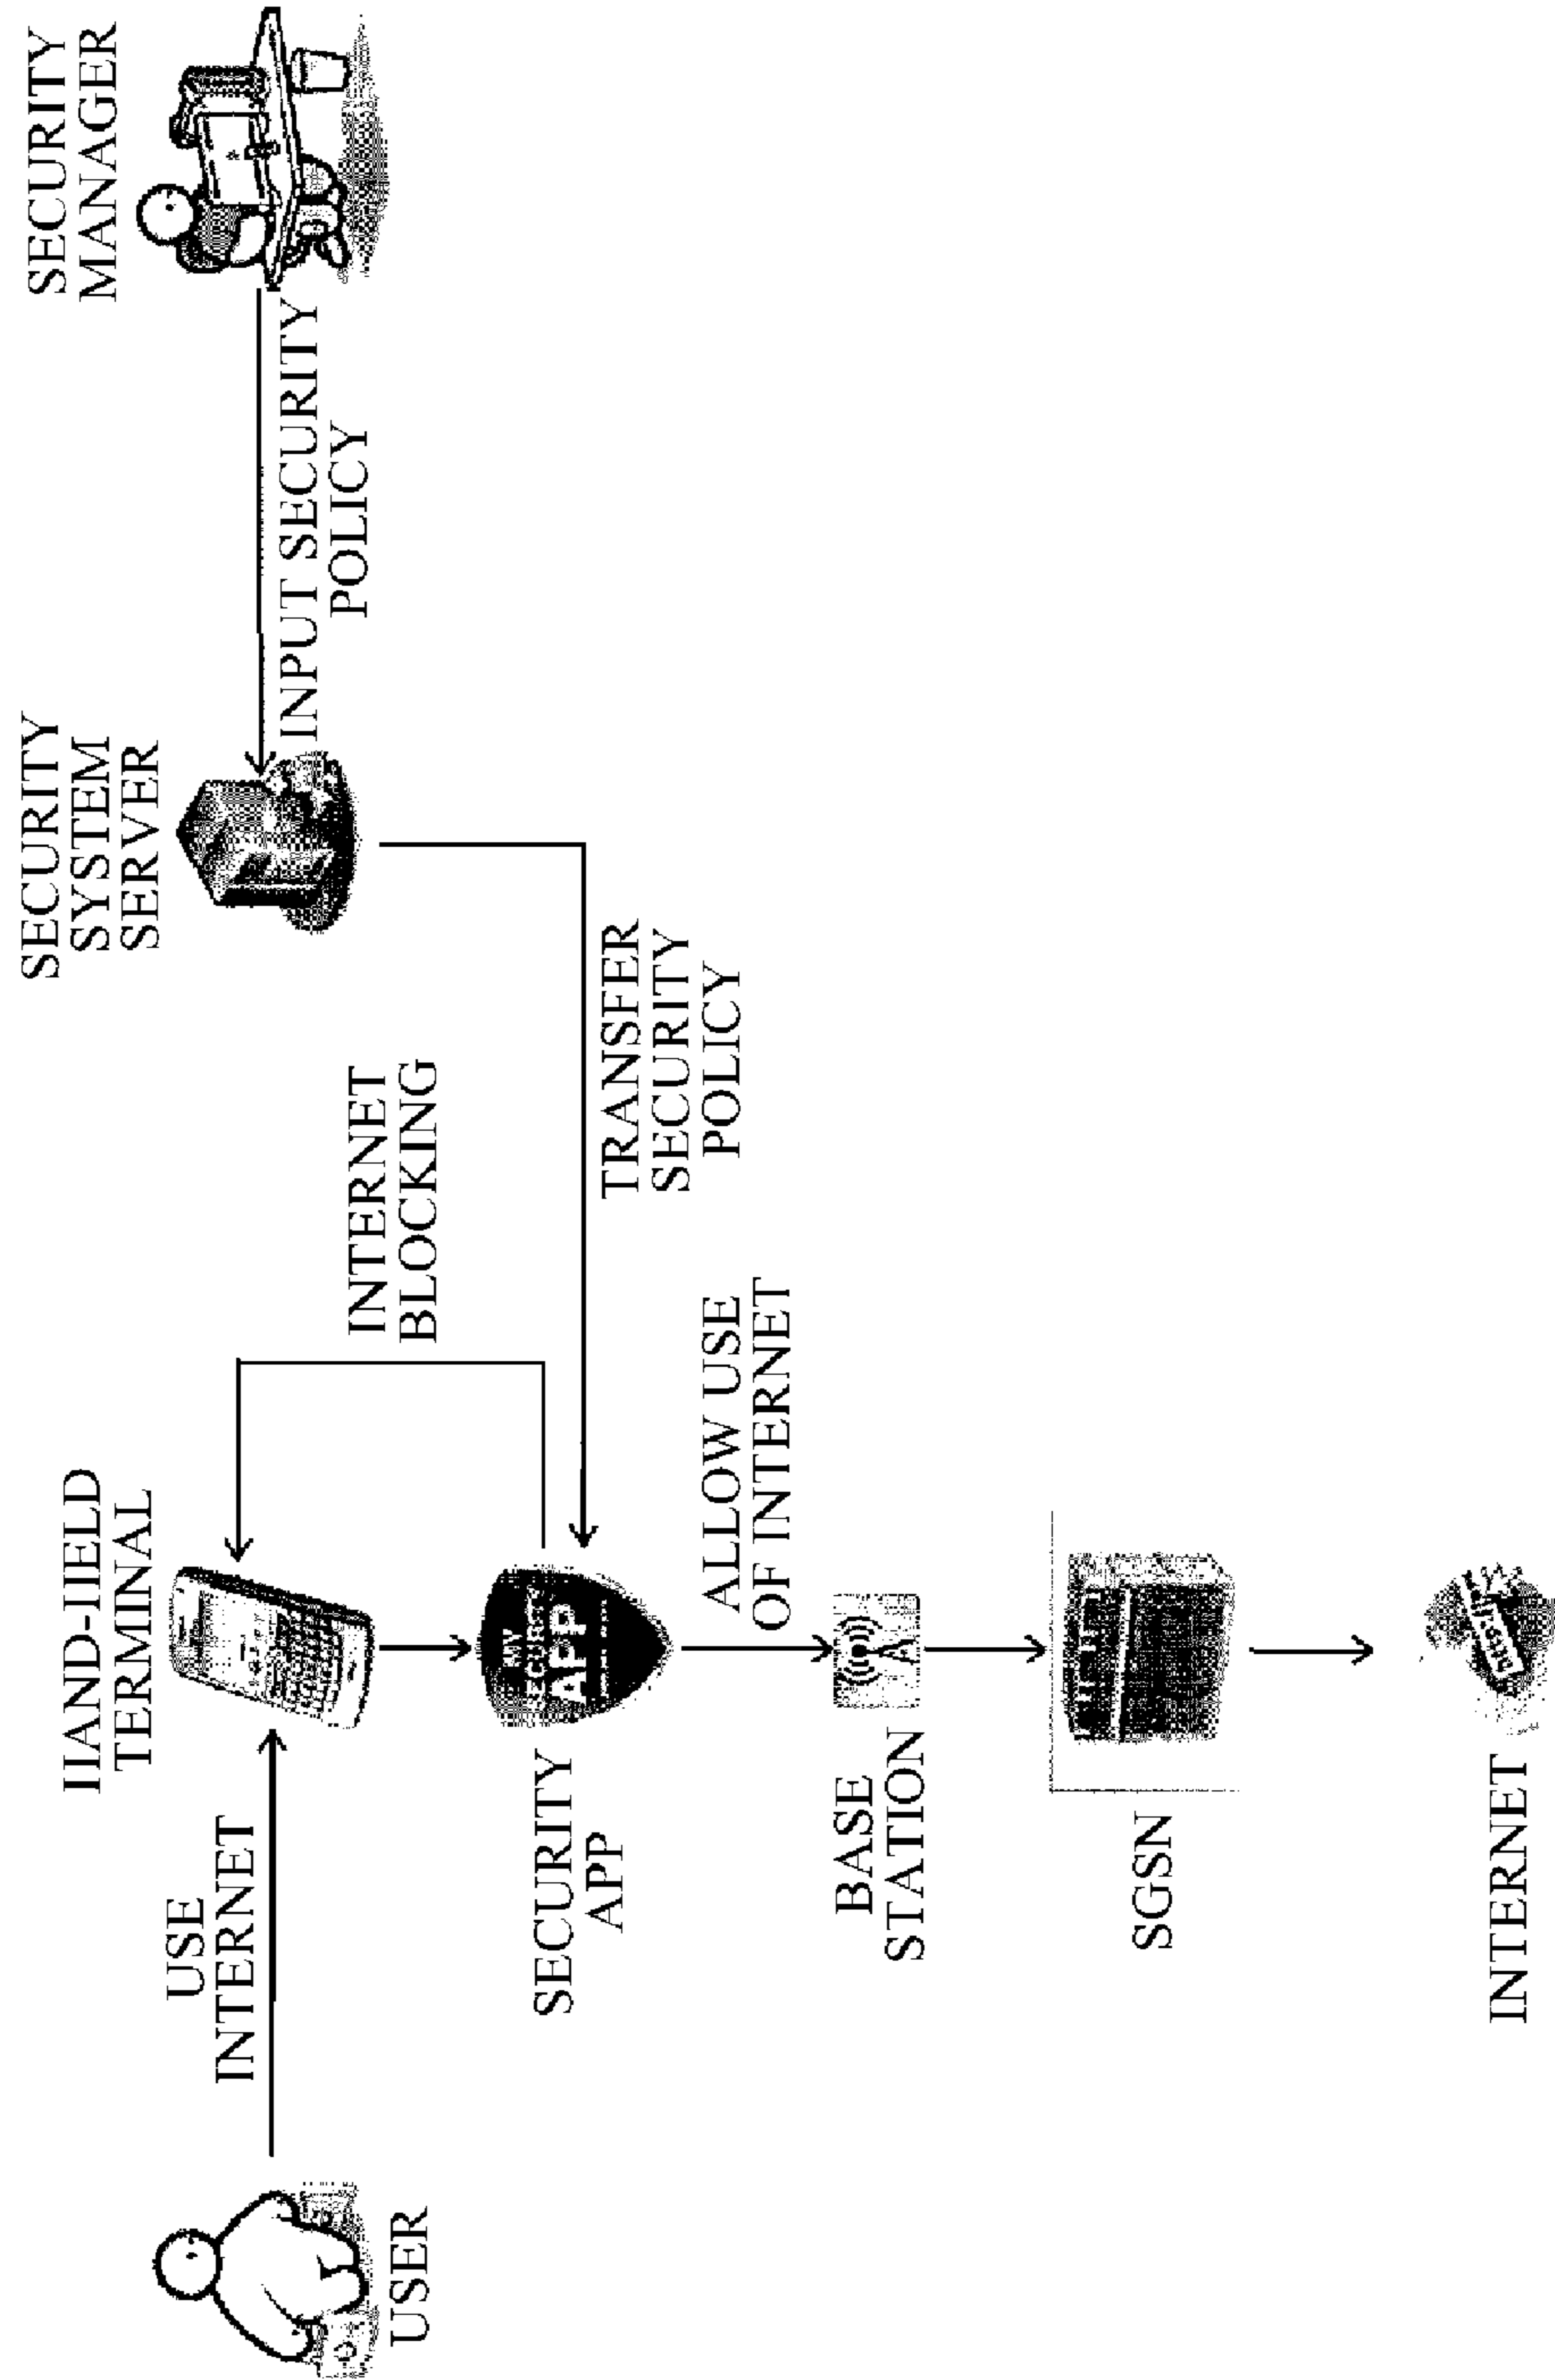 USER
USE
INTERNET
IIAND-IIELD
TERMINAL
SECURITY
APP
INTERNET
BLOCKING
SECURITY
SYSTEM
SERVER
INPUT SECURITY
POLICY
SECURITY
MANAGER
TRANSFER
SECURITY
POLICY
APP
ALLOW USE
OF INTERNET
BASE
STATION
SGSN
INTERNET